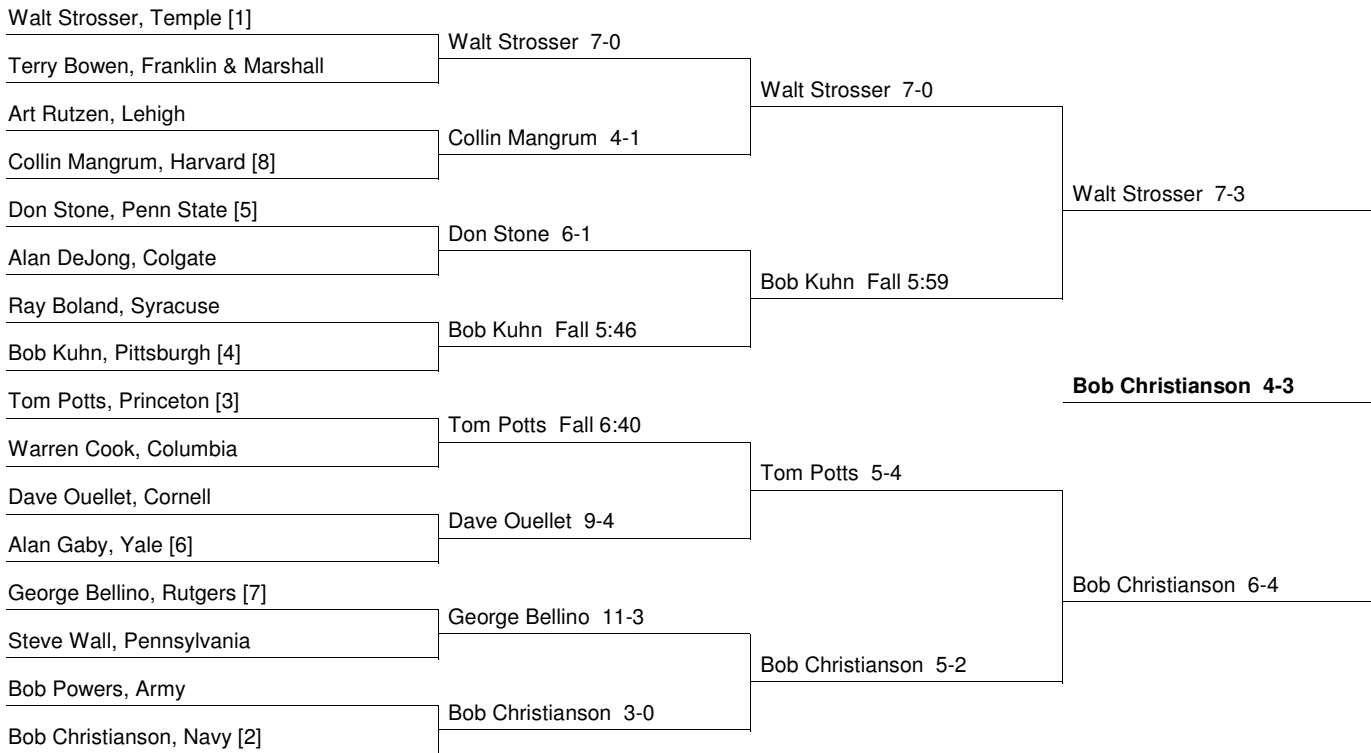 Walt Strosser, Temple [1]
Terry Bowen, Franklin & Marshall
Art Rutzen, Lehigh
Collin Mangrum, Harvard [8]
Don Stone, Penn State [5]
Alan DeJong, Colgate
Ray Boland, Syracuse
Bob Kuhn, Pittsburgh [4]
Tom Potts, Princeton [3]
Warren Cook, Columbia
Dave Ouellet, Cornell
Alan Gaby, Yale [6]
George Bellino, Rutgers [7]
Steve Wall, Pennsylvania
Bob Powers, Army
Bob Christianson, Navy [2]
Walt Strosser 7-0
Collin Mangrum 4-1
Don Stone 6-1
Bob Kuhn Fall 5:46
Tom Potts Fall 6:40
Dave Ouellet 9-4
George Bellino 11-3
Bob Christianson 3-0
Walt Strosser 7-0
Bob Kuhn Fall 5:59
Tom Potts 5-4
Bob Christianson 5-2
Walt Strosser 7-3
Bob Christianson 4-3
Bob Christianson 6-4